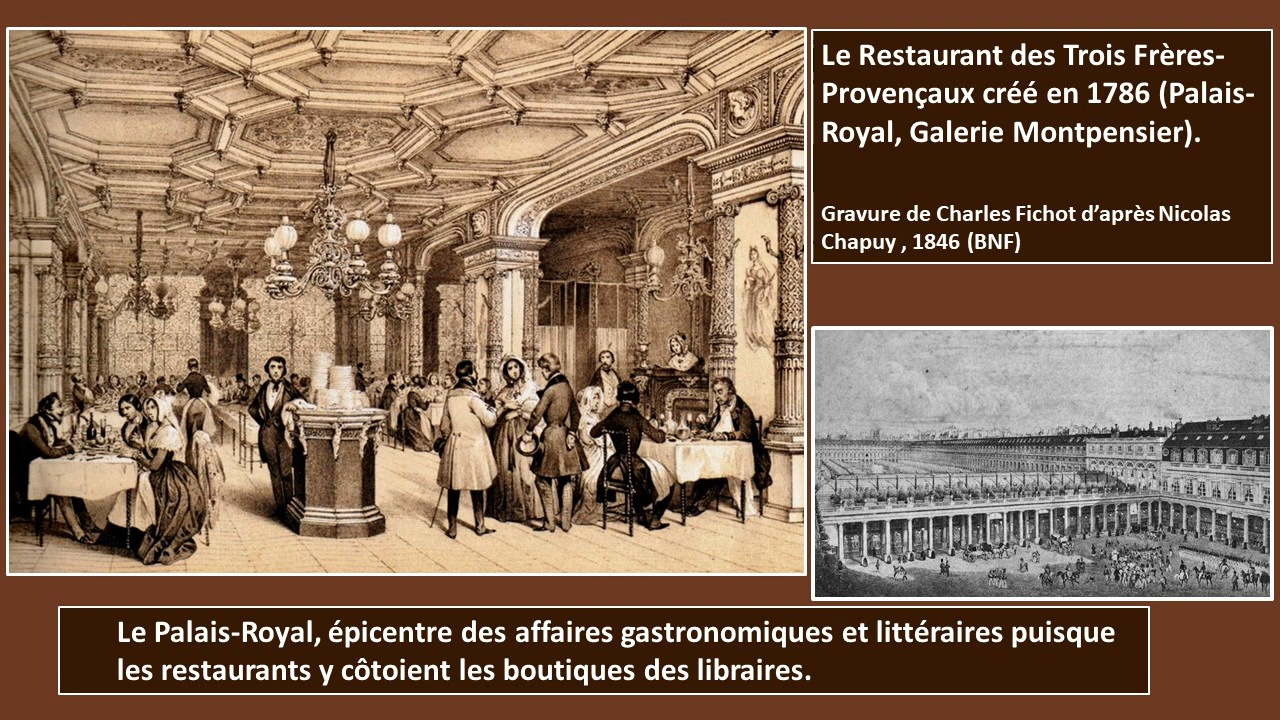 Le Restaurant des Trois Frères-
Provençaux créé en 1786 (Palais-
Royal, Galerie Montpensier).
Gravure de Charles Fichot d’après Nicolas
Chapuy , 1846 (BNF)
Le Palais-Royal, épicentre des affaires gastronomiques et littéraires puisque
les restaurants y côtoient les boutiques des libraires.